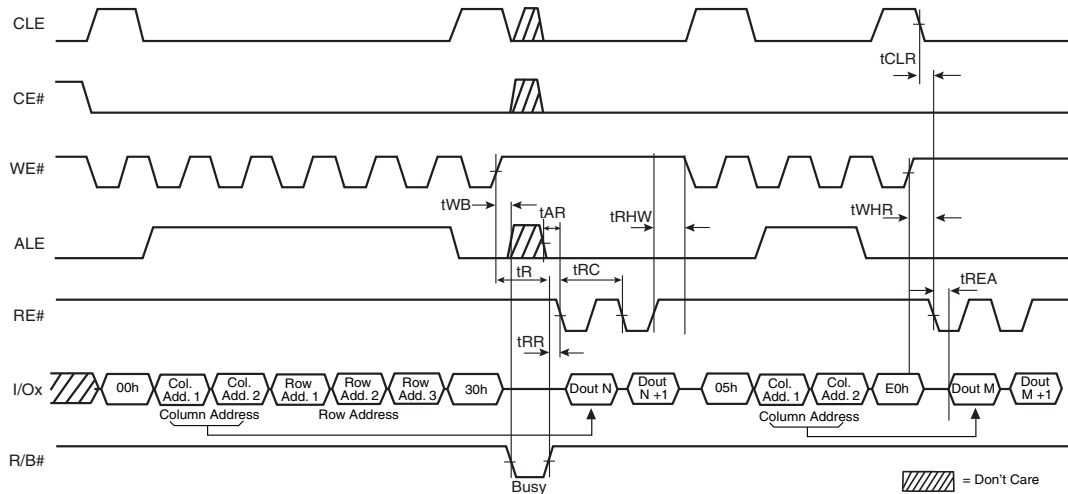 CLE
tCLR
CE#
WE#
tWB
tAR
tRHW
tWHR
ALE
tR
tRC
tREA
RE#
tRR
I/Ox
00h
Col. Add. 1
Col. Add. 2
Row Add. 1
Row Add. 2
Row Add. 3
30h
Dout N
Dout N +1
05h
Col. Add. 1
Col. Add. 2
E0h
Dout M
Dout M +1
Column Address
Row Address
Column Address
R/B#
Busy
= Don't Care